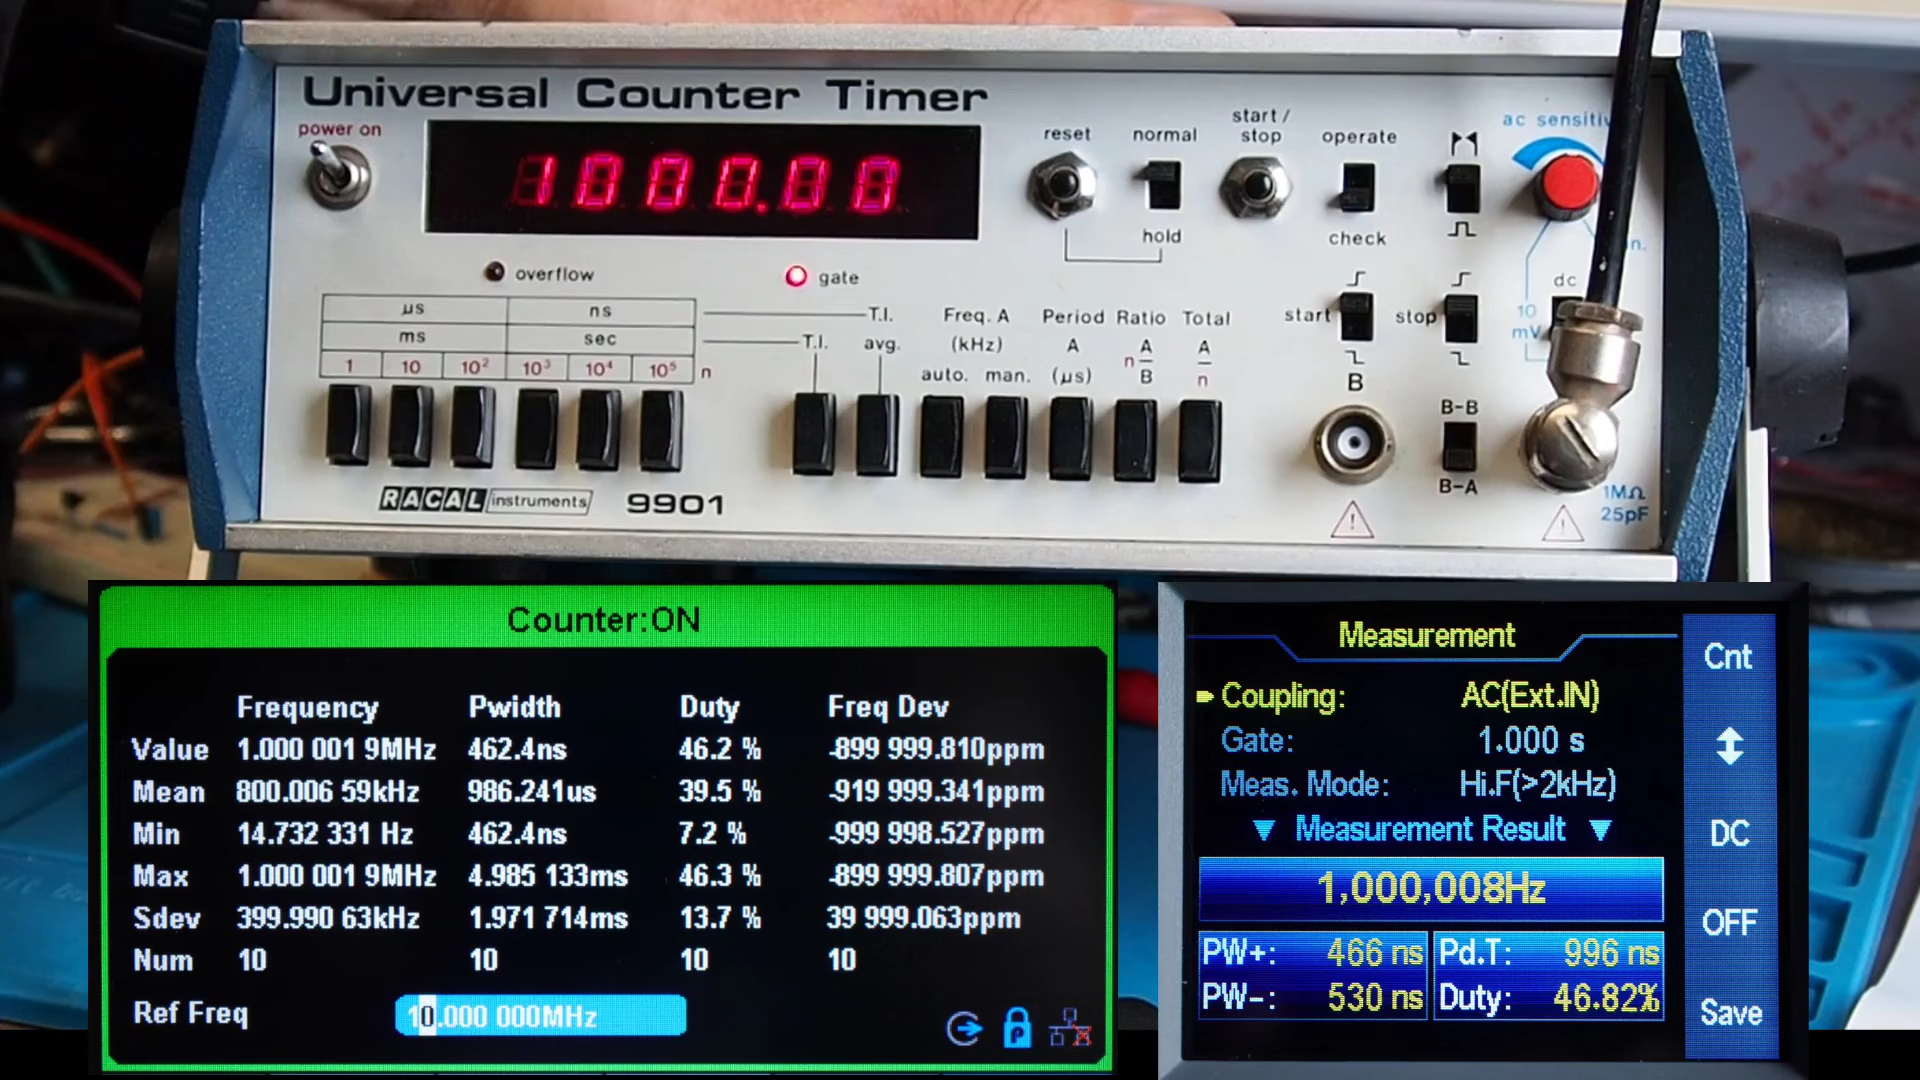 Universal Counter Timer
power on
1000.00
reset
normal
start/
stop
operate
ac sensitiv
hold
check
overflow
gate
dc
10
mV
µs
ns
ms
sec
1 10 10² 10³ 10⁴ 10⁵ n
T.I.
T.I.
avg.
Freq. A
(kHz)
auto. man.
Period
A
(µs)
Ratio
n A
B
Total
A
n
start
stop
B
B-B
B-A
1MΩ
25pF
RACAL instruments 9901
Counter:ON
Frequency Pwidth Duty Freq Dev
Value 1.000 001 9MHz 462.4ns 46.2 % -899 999.810ppm
Mean 800.006 59kHz 986.241us 39.5 % -919 999.341ppm
Min 14.732 331 Hz 462.4ns 7.2 % -999 998.527ppm
Max 1.000 001 9MHz 4.985 133ms 46.3 % -899 999.807ppm
Sdev 399.990 63kHz 1.971 714ms 13.7 % 39 999.063ppm
Num 10 10 10 10
Ref Freq 10.000 000MHz
P
Measurement
Coupling: AC(Ext.IN)
Gate: 1.000 s
Meas. Mode: Hi.F(>2kHz)
Measurement Result
1,000,008Hz
PW+: 466 ns Pd.T: 996 ns
PW-: 530 ns Duty: 46.82%
Cnt
DC
OFF
Save